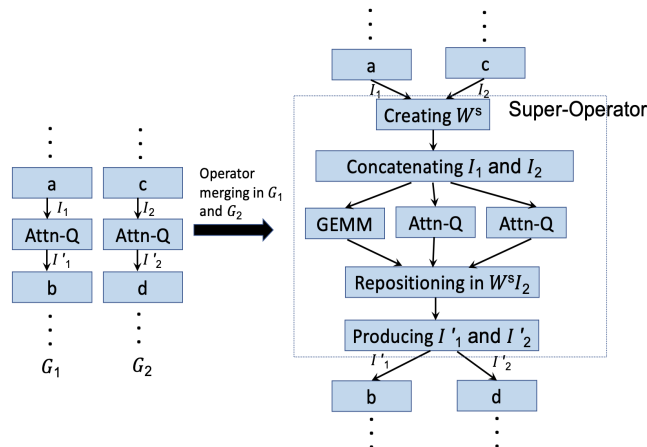 a
c
I₁
I₂
Creating Wˢ
Super-Operator
Concatenating I₁ and I₂
GEMM
Attn-Q
Attn-Q
Repositioning in WˢI₂
Producing I'₁ and I'₂
I'₁
I'₂
b
d
a
c
I₁
I₂
Attn-Q
Attn-Q
I'₁
I'₂
b
d
G₁
G₂
Operator
merging in G₁
and G₂